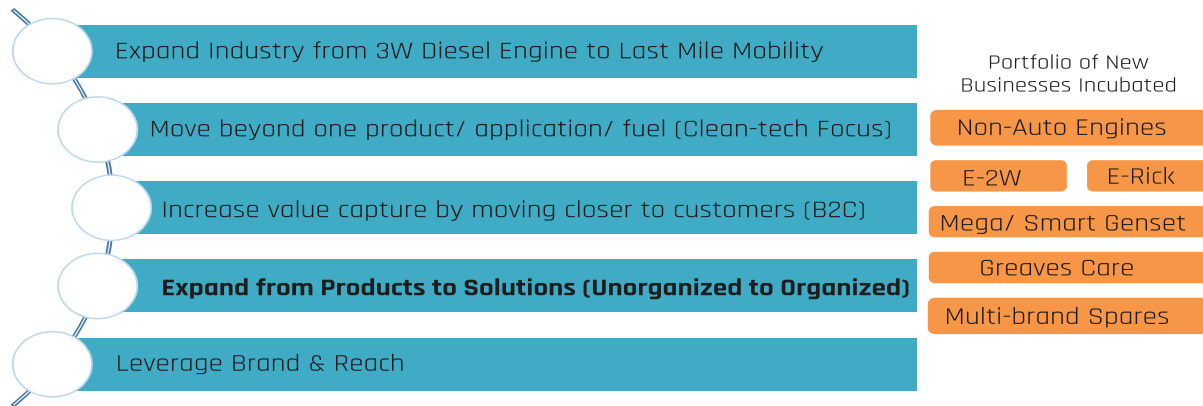 Expand Industry from 3W Diesel Engine to Last Mile Mobility
Move beyond one product/ application/ fuel (Clean-tech Focus)
Increase value capture by moving closer to customers (B2C)
Expand from Products to Solutions (Unorganized to Organized)
Leverage Brand & Reach
Portfolio of New
Businesses Incubated
Non-Auto Engines
E-2W
E-Rick
Mega/ Smart Genset
Greaves Care
Multi-brand Spares